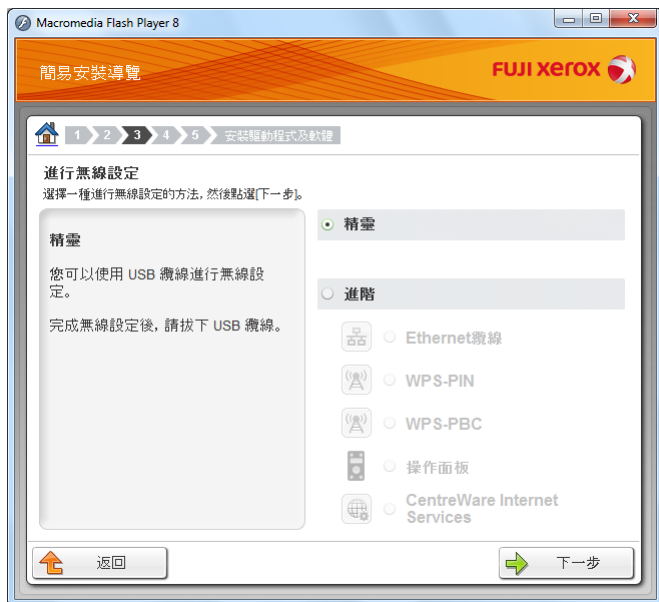 Macromedia Flash Player 8
簡易安裝導覽
FUJI xerox
1 2 3 4 5 安裝驅動程式及軟體
進行無線設定
選擇一種進行無線設定的方法, 然後點選[下一步]。
精靈
您可以使用 USB 纜線進行無線設
定。
完成無線設定後, 請拔下 USB 纜線。
精靈
進階
Ethernet纜線
WPS-PIN
WPS-PBC
操作面板
CentreWare Internet
Services
返回
下一步